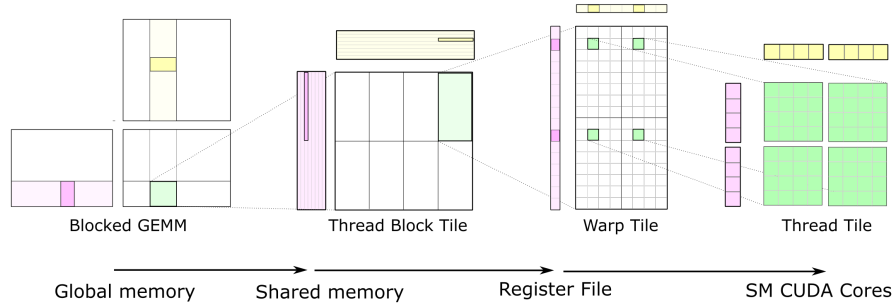 Blocked GEMM
Thread Block Tile
Warp Tile
Thread Tile
Global memory
Shared memory
Register File
SM CUDA Cores